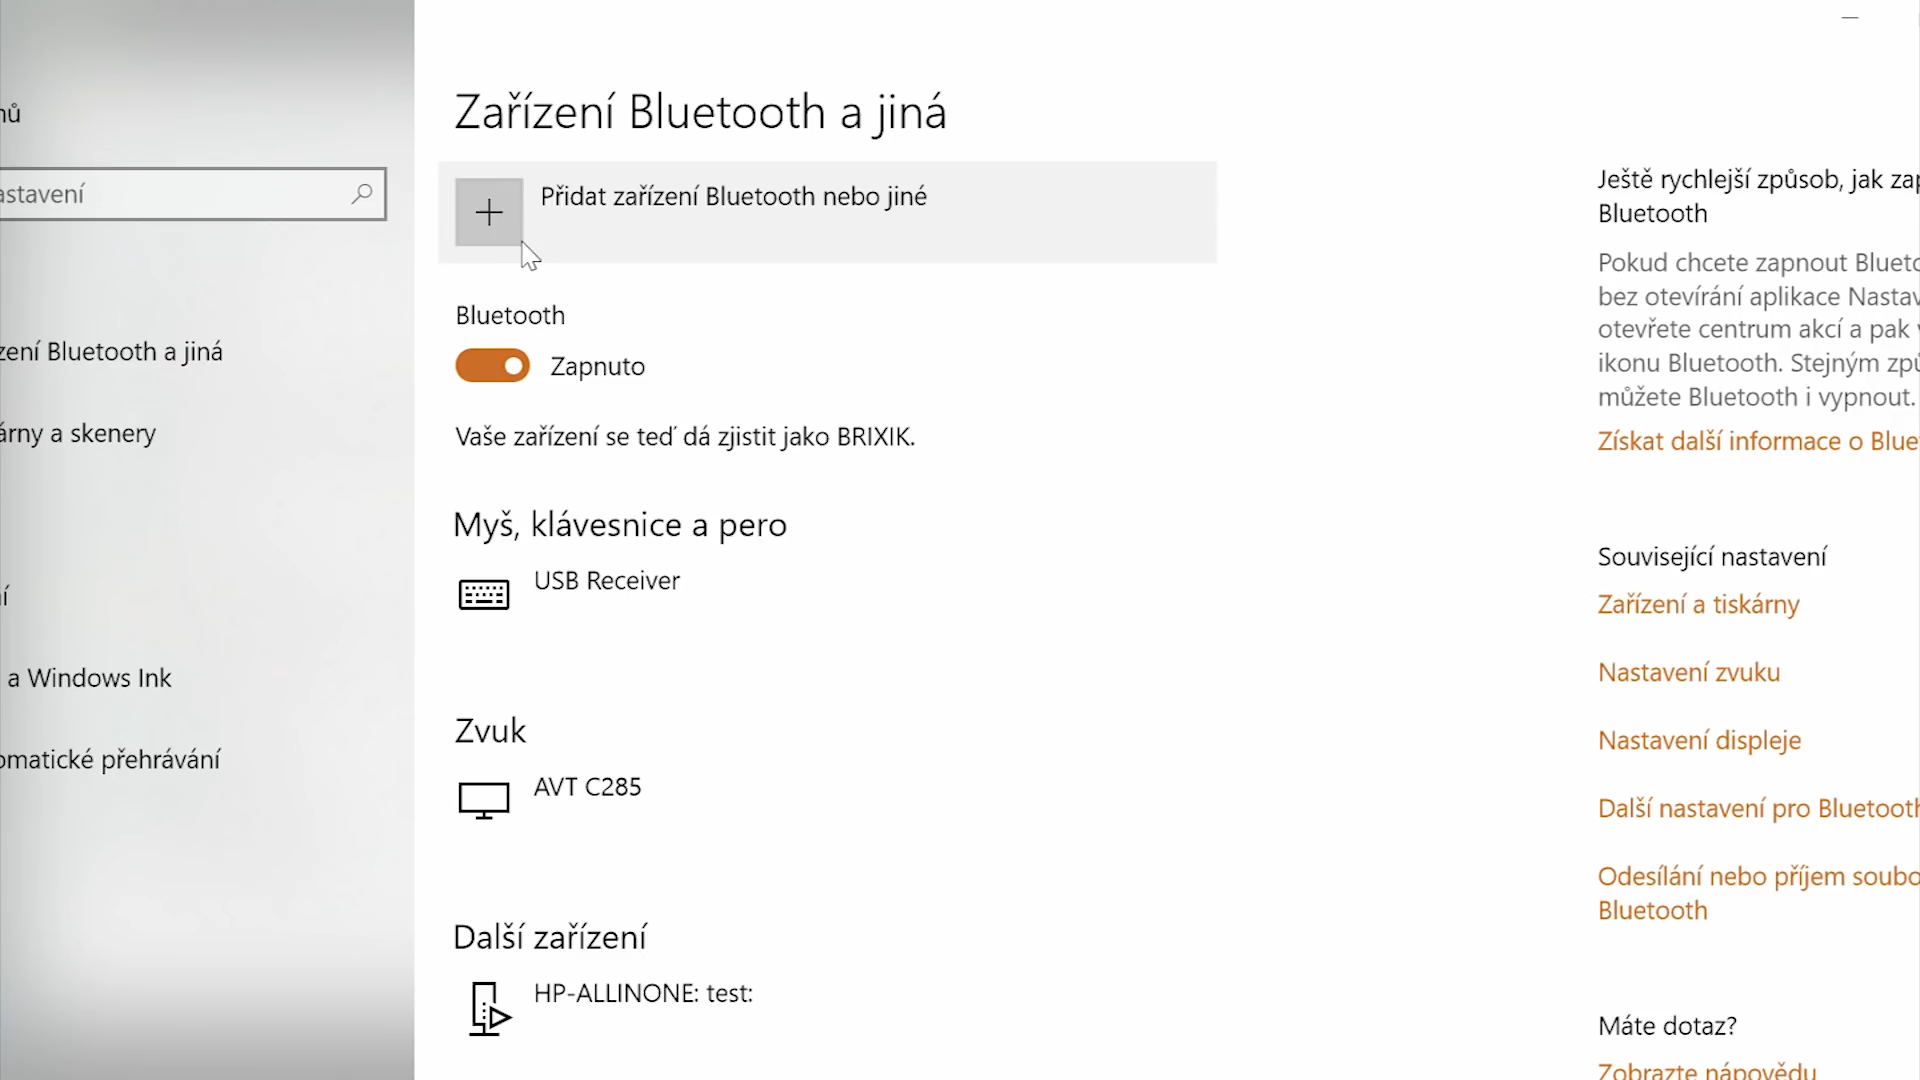 nů
astavení
zení Bluetooth a jiná
árny a skenery
í
a Windows Ink
omatické přehrávání
Zařízení Bluetooth a jiná
Přidat zařízení Bluetooth nebo jiné
Bluetooth
Zapnuto
Vaše zařízení se teď dá zjistit jako BRIXIK.
Myš, klávesnice a pero
USB Receiver
Zvuk
AVT C285
Další zařízení
HP-ALLINONE: test:
Ještě rychlejší způsob, jak zap
Bluetooth
Pokud chcete zapnout Blueto
bez otevírání aplikace Nastav
otevřete centrum akcí a pak v
ikonu Bluetooth. Stejným způ
můžete Bluetooth i vypnout.
Získat další informace o Blue
Související nastavení
Zařízení a tiskárny
Nastavení zvuku
Nastavení displeje
Další nastavení pro Bluetooth
Odesílání nebo příjem soubo
Bluetooth
Máte dotaz?
Zobrazte nápovědu